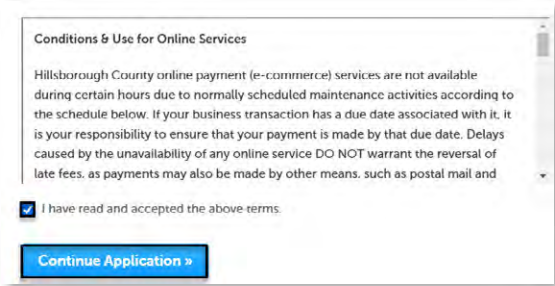 Conditions & Use for Online Services
Hillsborough County online payment (e-commerce) services are not available
during certain hours due to normally scheduled maintenance activities according to
the schedule below. If your business transaction has a due date associated with it, it
is your responsibility to ensure that your payment is made by that due date. Delays
caused by the unavailability of any online service DO NOT warrant the reversal of
late fees, as payments may also be made by other means, such as postal mail and
I have read and accepted the above terms.
Continue Application »